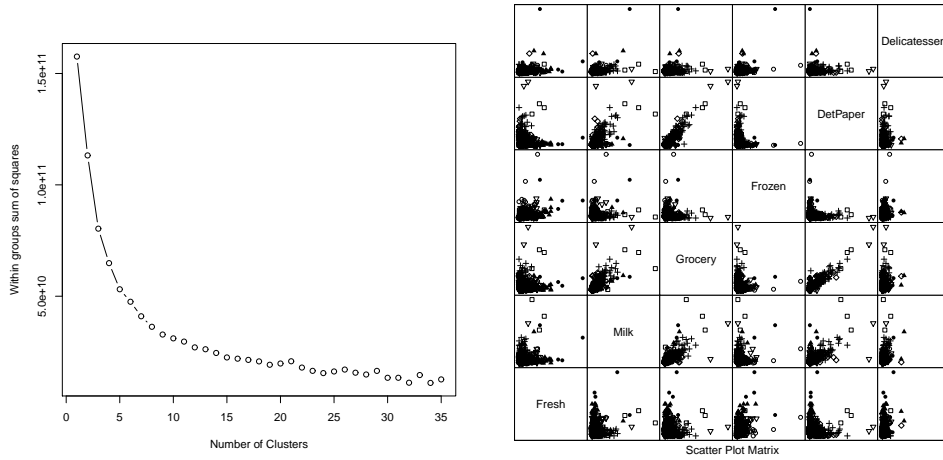 Within groups sum of squares
1.5e+11
1.0e+11
5.0e+10
0 5 10 15 20 25 30 35
Number of Clusters
Delicatessen
DetPaper
Frozen
Grocery
Milk
Fresh
Scatter Plot Matrix